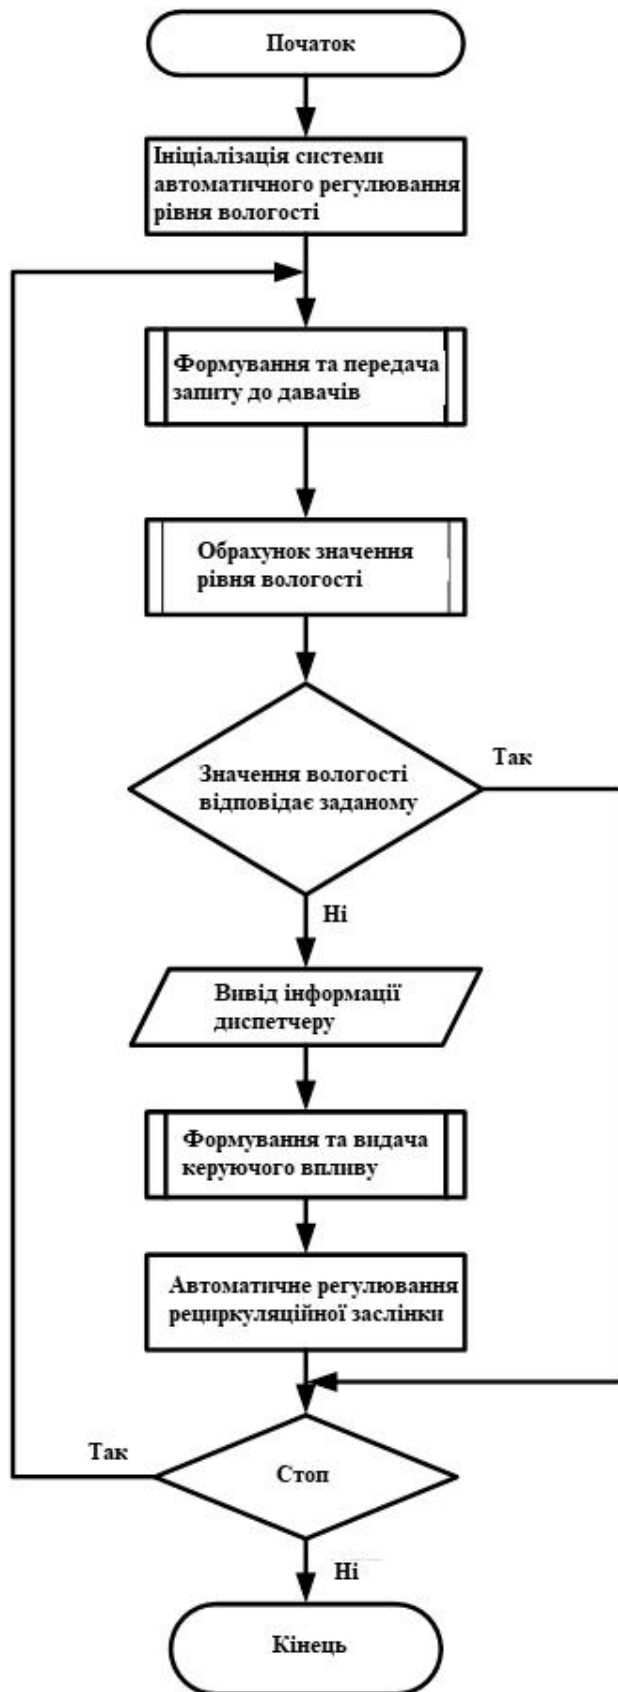 Початок
Ініціалізація системи
автоматичного регулювання
рівня вологості
Формування та передача
запиту до давачів
Обрахунок значення
рівня вологості
Значення вологості
відповідає заданому
Так
Ні
Вивід інформації
диспетчеру
Формування та видача
керуючого впливу
Автоматичне регулювання
рециркуляційної заслінки
Так
Стоп
Ні
Кінець